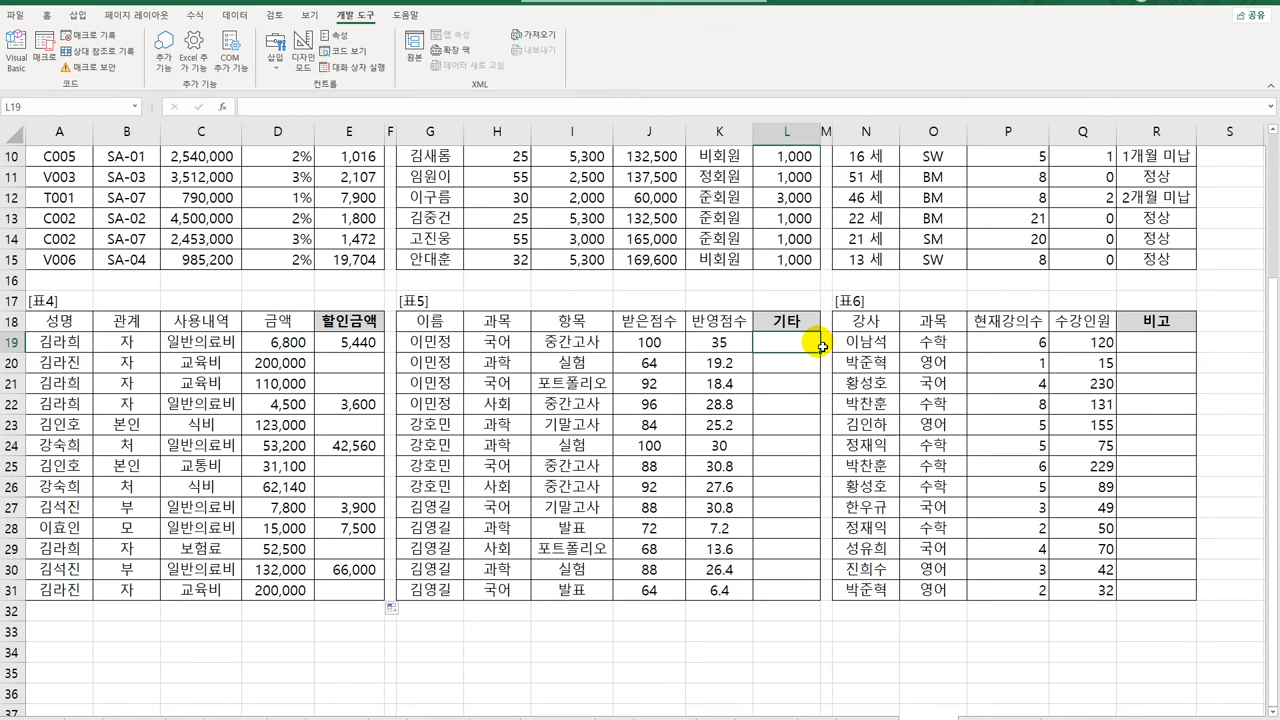 파일 홈 삽입 페이지 레이아웃 수식 데이터 검토 보기 개발 도구 도움말 공유
Visual Basic 매크로 매크로 기록 상대 참조로 기록 매크로 보안 추가 기능 Excel 추가 기능 COM 추가 기능 삽입 디자인 모드 속성 코드 보기 대화 상자 실행 원본 맵 속성 확장 팩 데이터 새로 고침 가져오기 내보내기
코드 추가 기능 컨트롤 XML
L19 fx
A B C D E F G H I J K L M N O P Q R S
10 C005 SA-01 2,540,000 2% 1,016 김새롬 25 5,300 132,500 비회원 1,000 16 세 SW 5 1 1개월 미납
11 V003 SA-03 3,512,000 3% 2,107 임원이 55 2,500 137,500 정회원 1,000 51 세 BM 8 0 정상
12 T001 SA-07 790,000 1% 7,900 이구름 30 2,000 60,000 준회원 3,000 46 세 BM 8 2 2개월 미납
13 C002 SA-02 4,500,000 2% 1,800 김중건 25 5,300 132,500 준회원 1,000 22 세 BM 21 0 정상
14 C002 SA-07 2,453,000 3% 1,472 고진웅 55 3,000 165,000 준회원 1,000 21 세 SM 20 0 정상
15 V006 SA-04 985,200 2% 19,704 안대훈 32 5,300 169,600 비회원 1,000 13 세 SW 8 0 정상
16
17 [표4] [표5] [표6]
18 성명 관계 사용내역 금액 할인금액 이름 과목 항목 받은점수 반영점수 기타 강사 과목 현재강의수 수강인원 비고
19 김라희 자 일반의료비 6,800 5,440 이민정 국어 중간고사 100 35 이남석 수학 6 120
20 김라진 자 교육비 200,000 이민정 과학 실험 64 19.2 박준혁 영어 1 15
21 김라희 자 교육비 110,000 이민정 국어 포트폴리오 92 18.4 황성호 국어 4 230
22 김라희 자 일반의료비 4,500 3,600 이민정 사회 중간고사 96 28.8 박찬훈 수학 8 131
23 김인호 본인 식비 123,000 강호민 과학 기말고사 84 25.2 김인하 영어 5 155
24 강숙희 처 일반의료비 53,200 42,560 강호민 과학 실험 100 30 정재익 수학 5 75
25 김인호 본인 교통비 31,100 강호민 국어 중간고사 88 30.8 박찬훈 수학 6 229
26 강숙희 처 식비 62,140 강호민 사회 중간고사 92 27.6 황성호 국어 5 89
27 김석진 부 일반의료비 7,800 3,900 김영길 국어 기말고사 88 30.8 한우규 국어 3 49
28 이효인 모 일반의료비 15,000 7,500 김영길 과학 발표 72 7.2 정재익 수학 2 50
29 김라희 자 보험료 52,500 김영길 사회 포트폴리오 68 13.6 성유희 국어 4 70
30 김석진 부 일반의료비 132,000 66,000 김영길 과학 실험 88 26.4 진희수 영어 3 42
31 김라진 자 교육비 200,000 김영길 국어 발표 64 6.4 박준혁 영어 2 32
32
33
34
35
36
37